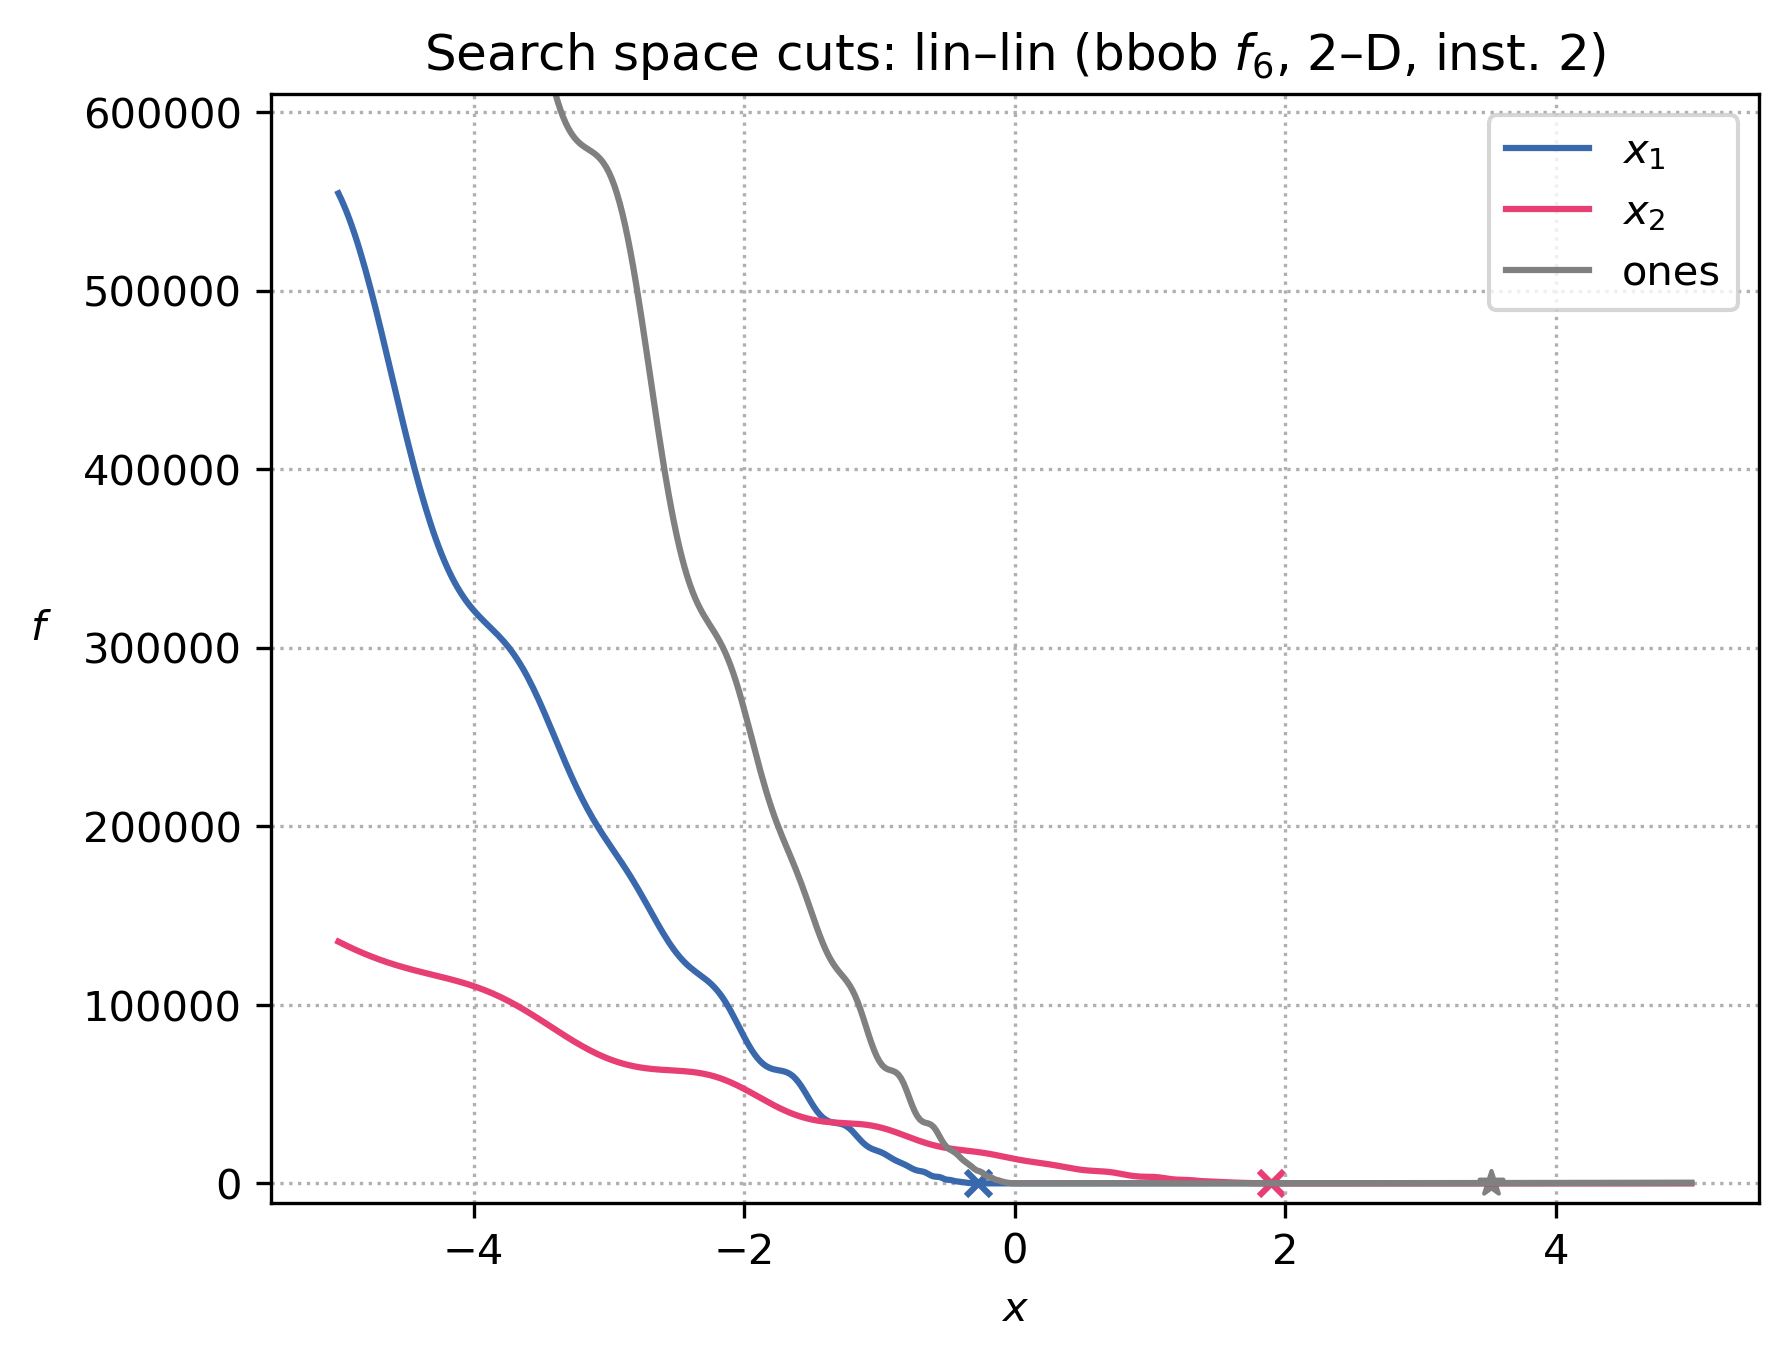 Search space cuts: lin–lin (bbob f₆, 2–D, inst. 2)
600000
500000
400000
300000
200000
100000
0
f
−4
−2
0
2
4
x
x₁
x₂
ones